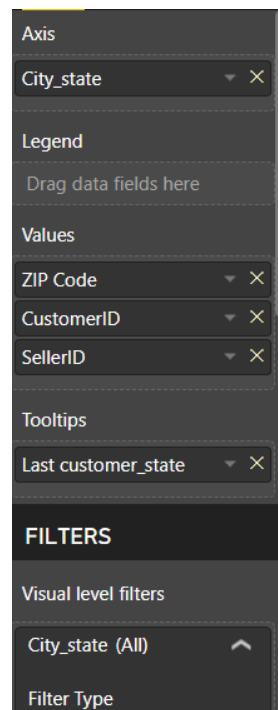 Axis
City_state
Legend
Drag data fields here
Values
ZIP Code
CustomerID
SellerID
Tooltips
Last customer_state
FILTERS
Visual level filters
City_state (All)
Filter Type